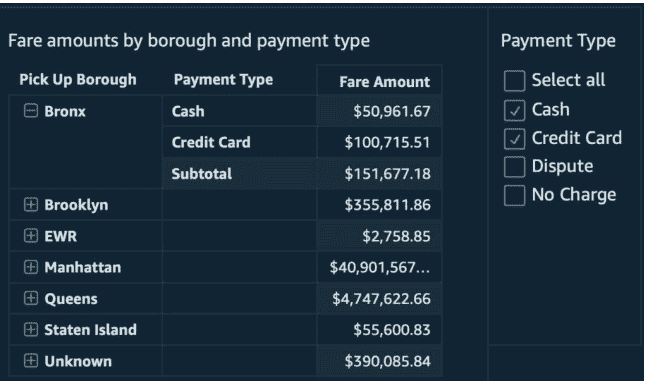 Fare amounts by borough and payment type
Pick Up Borough Payment Type Fare Amount
Bronx Cash $50,961.67
Credit Card $100,715.51
Subtotal $151,677.18
Brooklyn $355,811.86
EWR $2,758.85
Manhattan $40,901,567...
Queens $4,747,622.66
Staten Island $55,600.83
Unknown $390,085.84
Payment Type
Select all
Cash
Credit Card
Dispute
No Charge